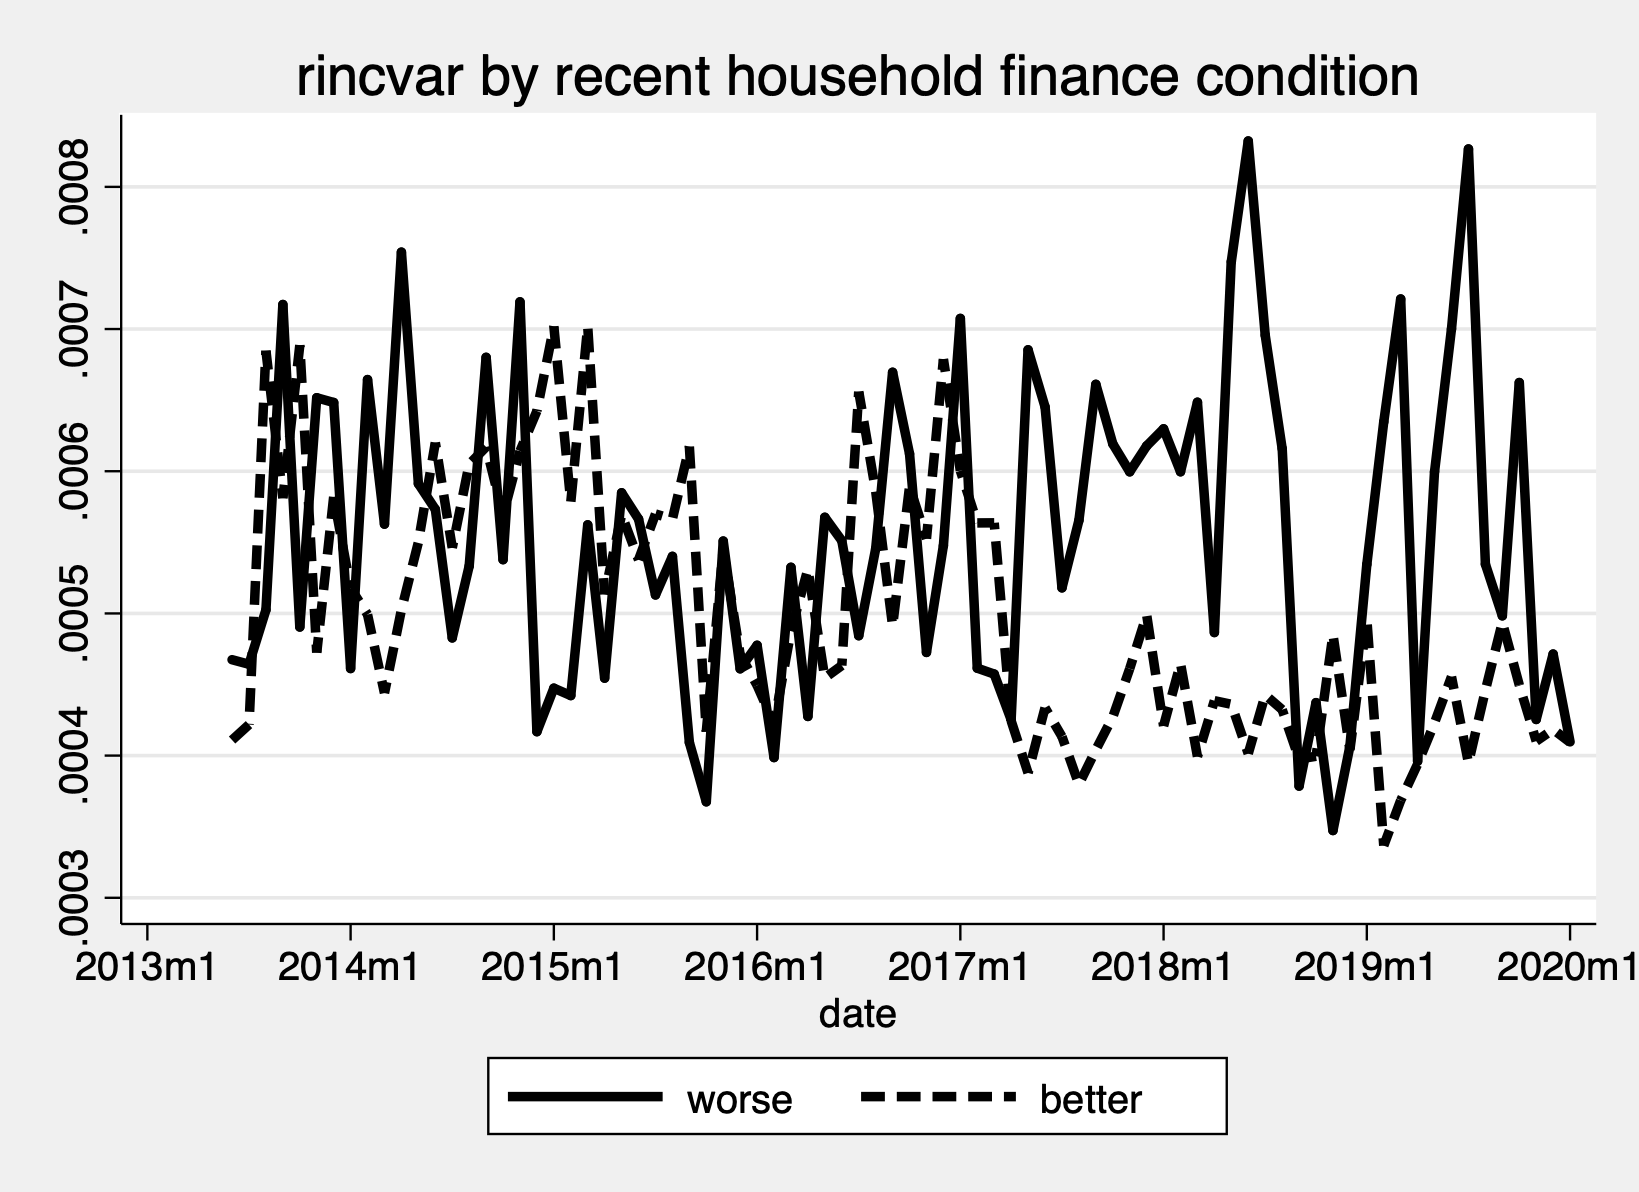 rincvar by recent household finance condition
.0008
.0007
.0006
.0005
.0004
.0003
2013m1 2014m1 2015m1 2016m1 2017m1 2018m1 2019m1 2020m1
date
worse better